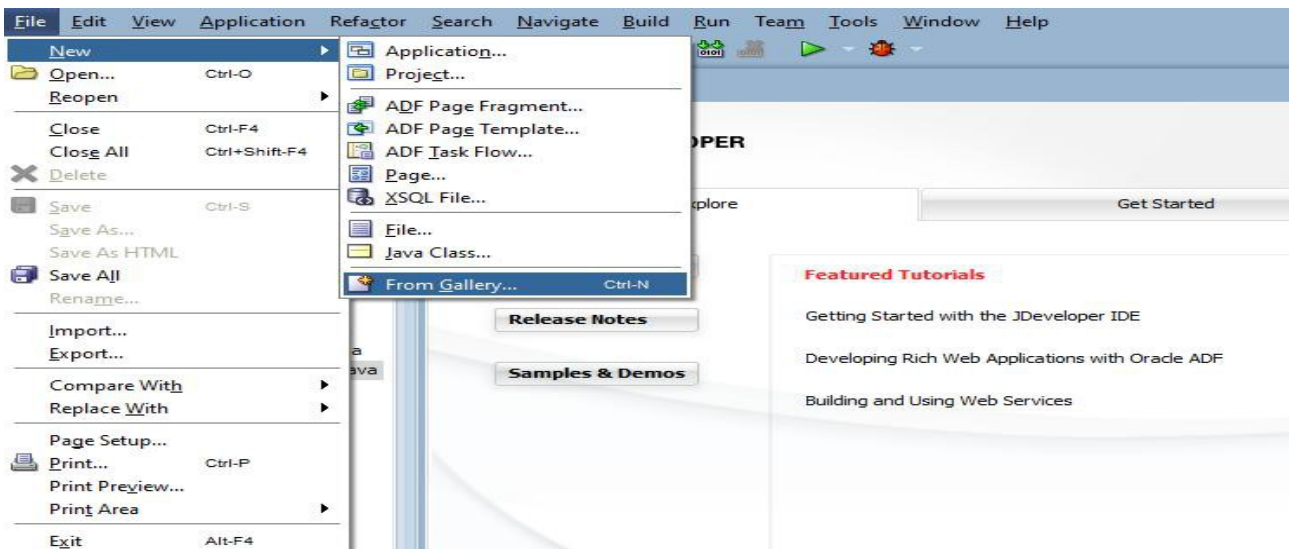 File Edit View Application Refactor Search Navigate Build Run Team Tools Window Help
New
Open... Ctrl-O
Reopen
Close Ctrl-F4
Close All Ctrl+Shift-F4
Delete
Save Ctrl-S
Save As...
Save As HTML
Save All
Rename...
Import...
Export...
Compare With
Replace With
Page Setup...
Print... Ctrl-P
Print Preview...
Print Area
Exit Alt-F4
Application...
Project...
ADF Page Fragment...
ADF Page Template...
ADF Task Flow...
Page...
XSQL File...
File...
Java Class...
From Gallery... Ctrl-N
OPER
plore
Get Started
a
ava
Release Notes
Samples & Demos
Featured Tutorials
Getting Started with the JDeveloper IDE
Developing Rich Web Applications with Oracle ADF
Building and Using Web Services